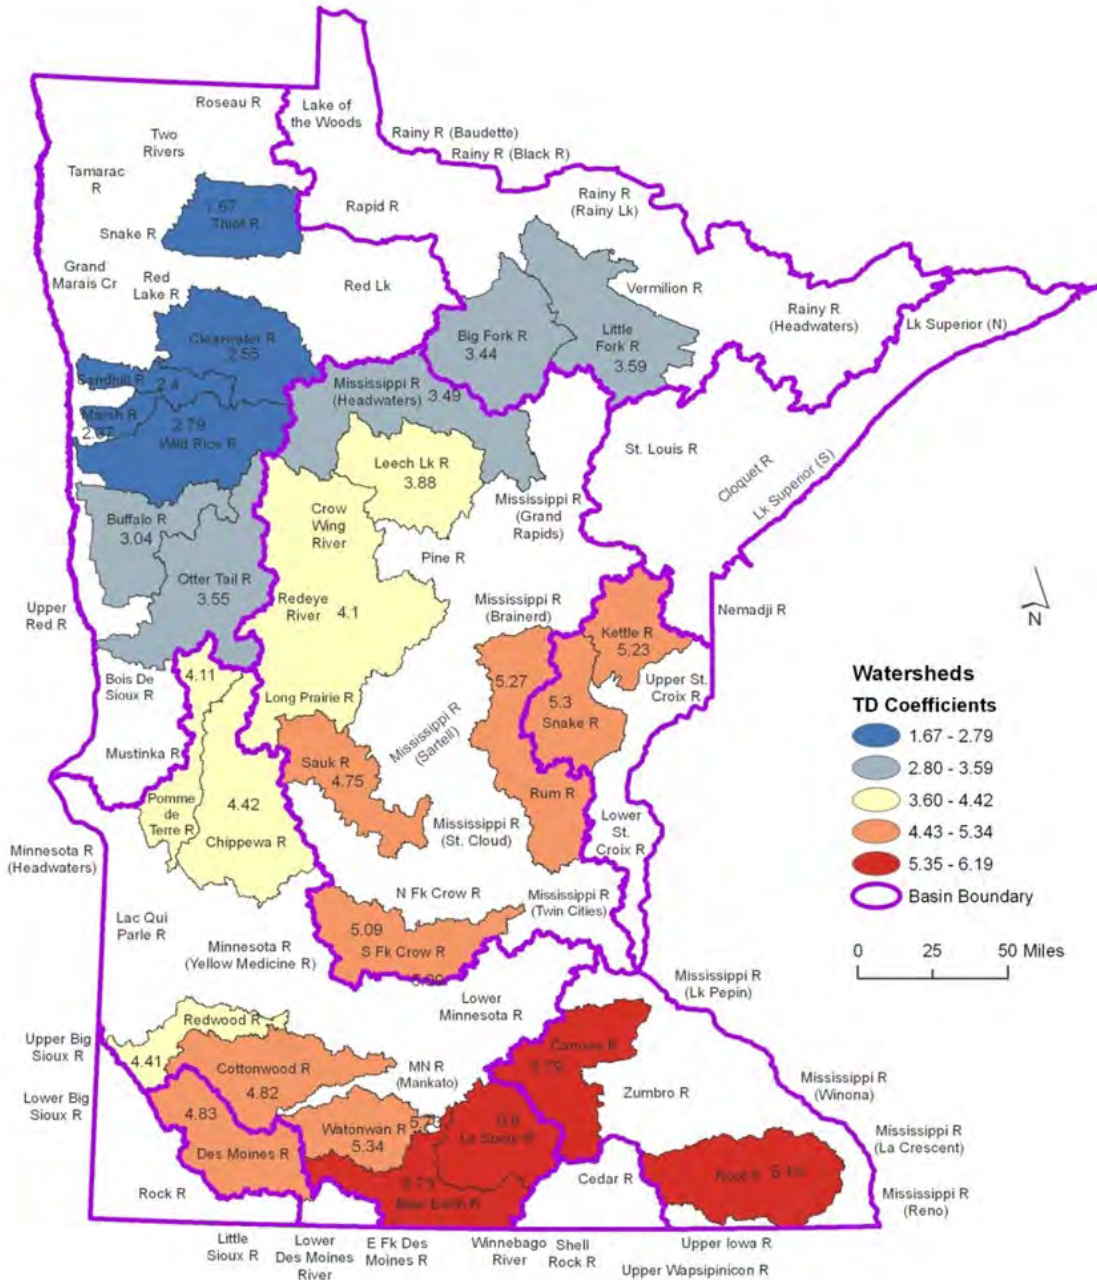 Roseau R
Lake of
the Woods
Two
Rivers
Rainy R (Baudette)
Rainy R (Black R)
Tamarac
R
1.67
Thief R
Rapid R
Rainy R
(Rainy Lk)
Snake R
Grand
Marais Cr
Red
Lake R
Red Lk
Vermilion R
Rainy R
(Headwaters)
Lk Superior (N)
Clearwater R
2.55
Big Fork R
3.44
Little
Fork R
3.59
Sandhill R
2.4
Mississippi R
(Headwaters)
3.49
Marsh R
2.79
Wild Rice R
St. Louis R
Cloquet R
Lk Superior (S)
Leech Lk R
3.88
Mississippi R
(Grand
Rapids)
Buffalo R
3.04
Crow
Wing
River
Pine R
Otter Tail R
3.55
Redeye
River
4.1
Mississippi R
(Brainerd)
Nemadji R
Upper
Red R
Kettle R
5.23
N
Bois De
Sioux R
4.11
Long Prairie R
5.27
5.3
Snake R
Upper St.
Croix R
Mississippi R
(Sartell)
Mustinka R
Sauk R
4.75
Pomme
de
Terre R
4.42
Chippewa R
Rum R
Mississippi R
(St. Cloud)
Lower
St.
Croix R
Minnesota R
(Headwaters)
N Fk Crow R
Mississippi R
(Twin Cities)
Lac Qui
Parle R
5.09
S Fk Crow R
Minnesota R
(Yellow Medicine R)
Mississippi R
(Lk Pepin)
Lower
Minnesota R
Redwood R
4.41
Upper Big
Sioux R
Cottonwood R
4.82
MN R
(Mankato)
Cannon R
Zumbro R
Mississippi R
(Winona)
Lower Big
Sioux R
4.83
Des Moines R
Watonwan R
5.34
Mississippi R
(La Crescent)
Rock R
Cedar R
Mississippi R
(Reno)
Little
Sioux R
Lower
Des Moines
River
E Fk Des
Moines R
Winnebago
River
Shell
Rock R
Upper Iowa R
Upper Wapsipinicon R
Watersheds
TD Coefficients
1.67 - 2.79
2.80 - 3.59
3.60 - 4.42
4.43 - 5.34
5.35 - 6.19
Basin Boundary
0 25 50 Miles